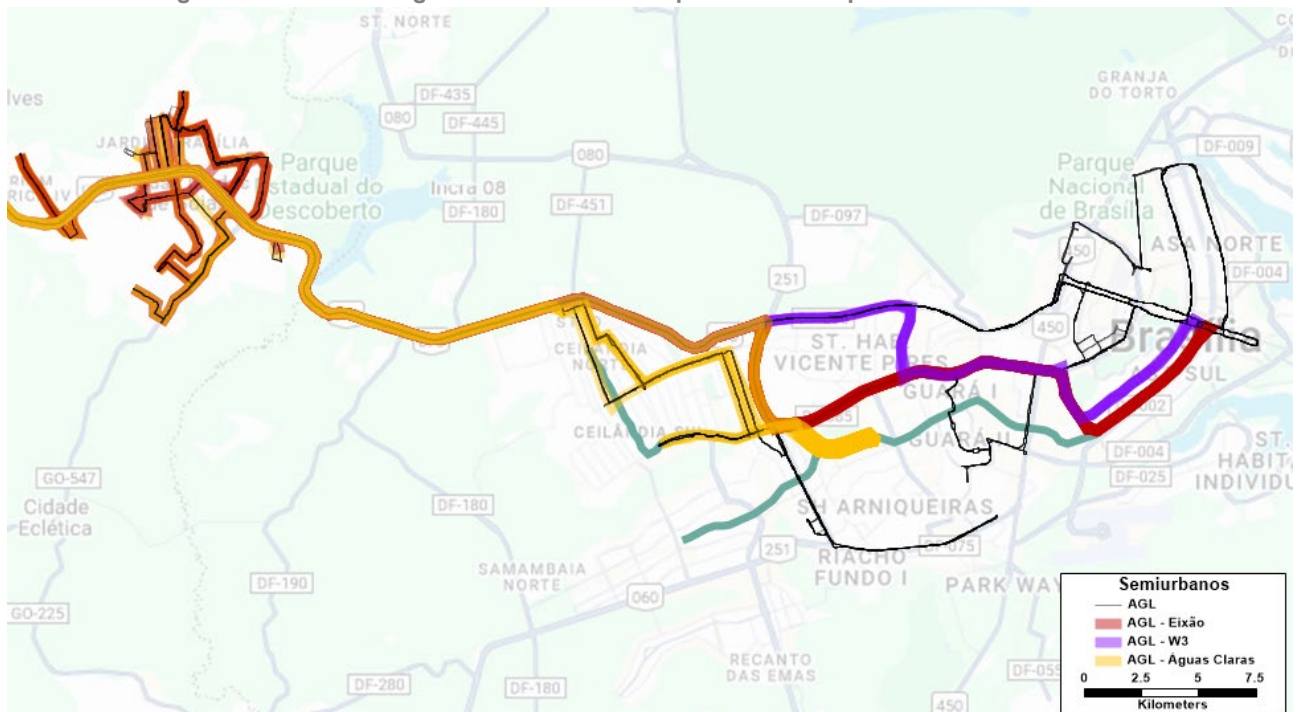 ST. NORTE
GRANJA
DO TORTO
DF-435
080
DF-445
DF-009
080
Parque
Estadual do
Descoberto
Incra 08
DF-180
DF-451
Parque
Nacional
de Brasília
DF-097
ASA NORTE
DF-004
251
450
ST. HAB
VICENTE PIRES
Brasília
CEILÂNDIA
NORTE
GUARÁ I
CEILÂNDIA SUL
GUARÁ II
DF-004
DF-025
ST.
HABIT
INDIVIDU
GO-547
Cidade
Eclética
DF-180
SH ARNIQUEIRAS
251
DF-075
RIACHO
FUNDO I
SAMAMBAIA
NORTE
PARK WAY
DF-190
060
GO-225
RECANTO
DAS EMAS
DF-280
DF-180
450
DF-055
Semiurbanos
AGL
AGL - Eixão
AGL - W3
AGL - Águas Claras
0 2.5 5 7.5
Kilometers